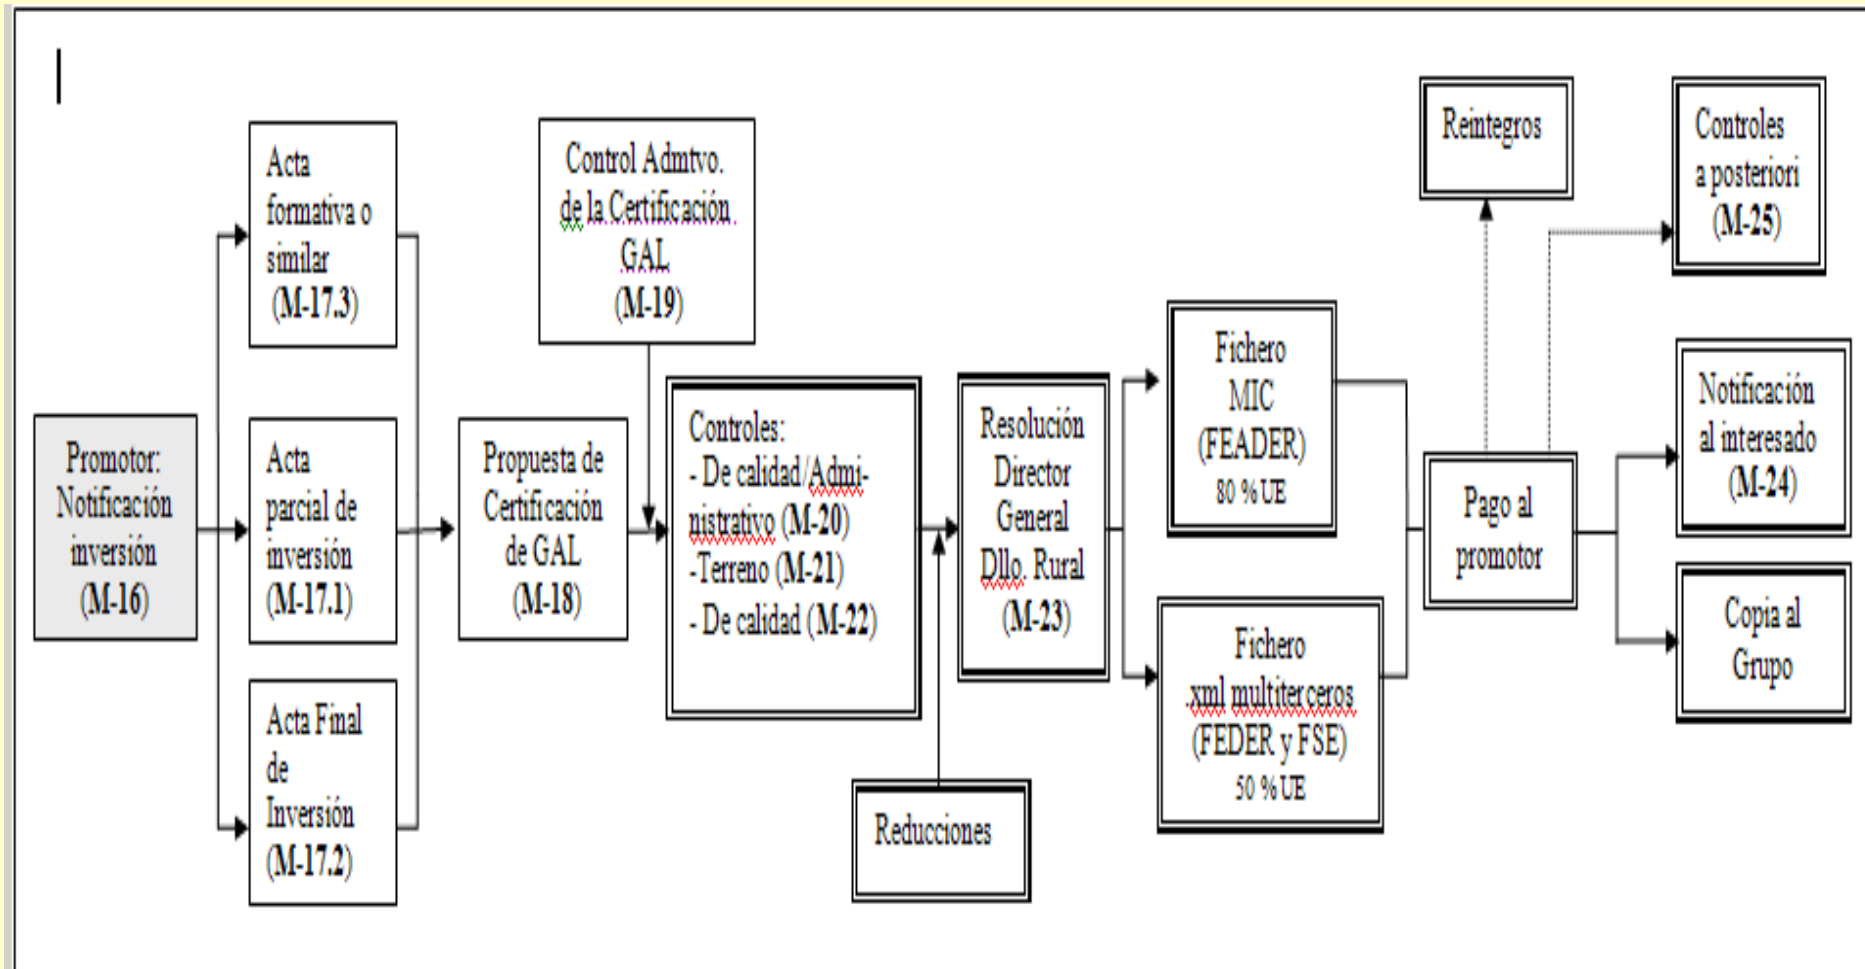 Promotor:
Notificación
inversión
(M-16)
Acta
formativa o
similar
(M-17.3)
Acta
parcial de
inversión
(M-17.1)
Acta Final
de
Inversión
(M-17.2)
Propuesta de
Certificación
de GAL
(M-18)
Control Admtvo.
de la Certificación
GAL
(M-19)
Controles:
- De calidad/Admi-
nistrativo (M-20)
-Terreno (M-21)
- De calidad (M-22)
Reducciones
Resolución
Director
General
Dllo. Rural
(M-23)
Fichero
MIC
(FEADER)
80 % UE
Fichero
.xml multiterceros
(FEDER y FSE)
50 % UE
Pago al
promotor
Reintegros
Controles
a posteriori
(M-25)
Notificación
al interesado
(M-24)
Copia al
Grupo